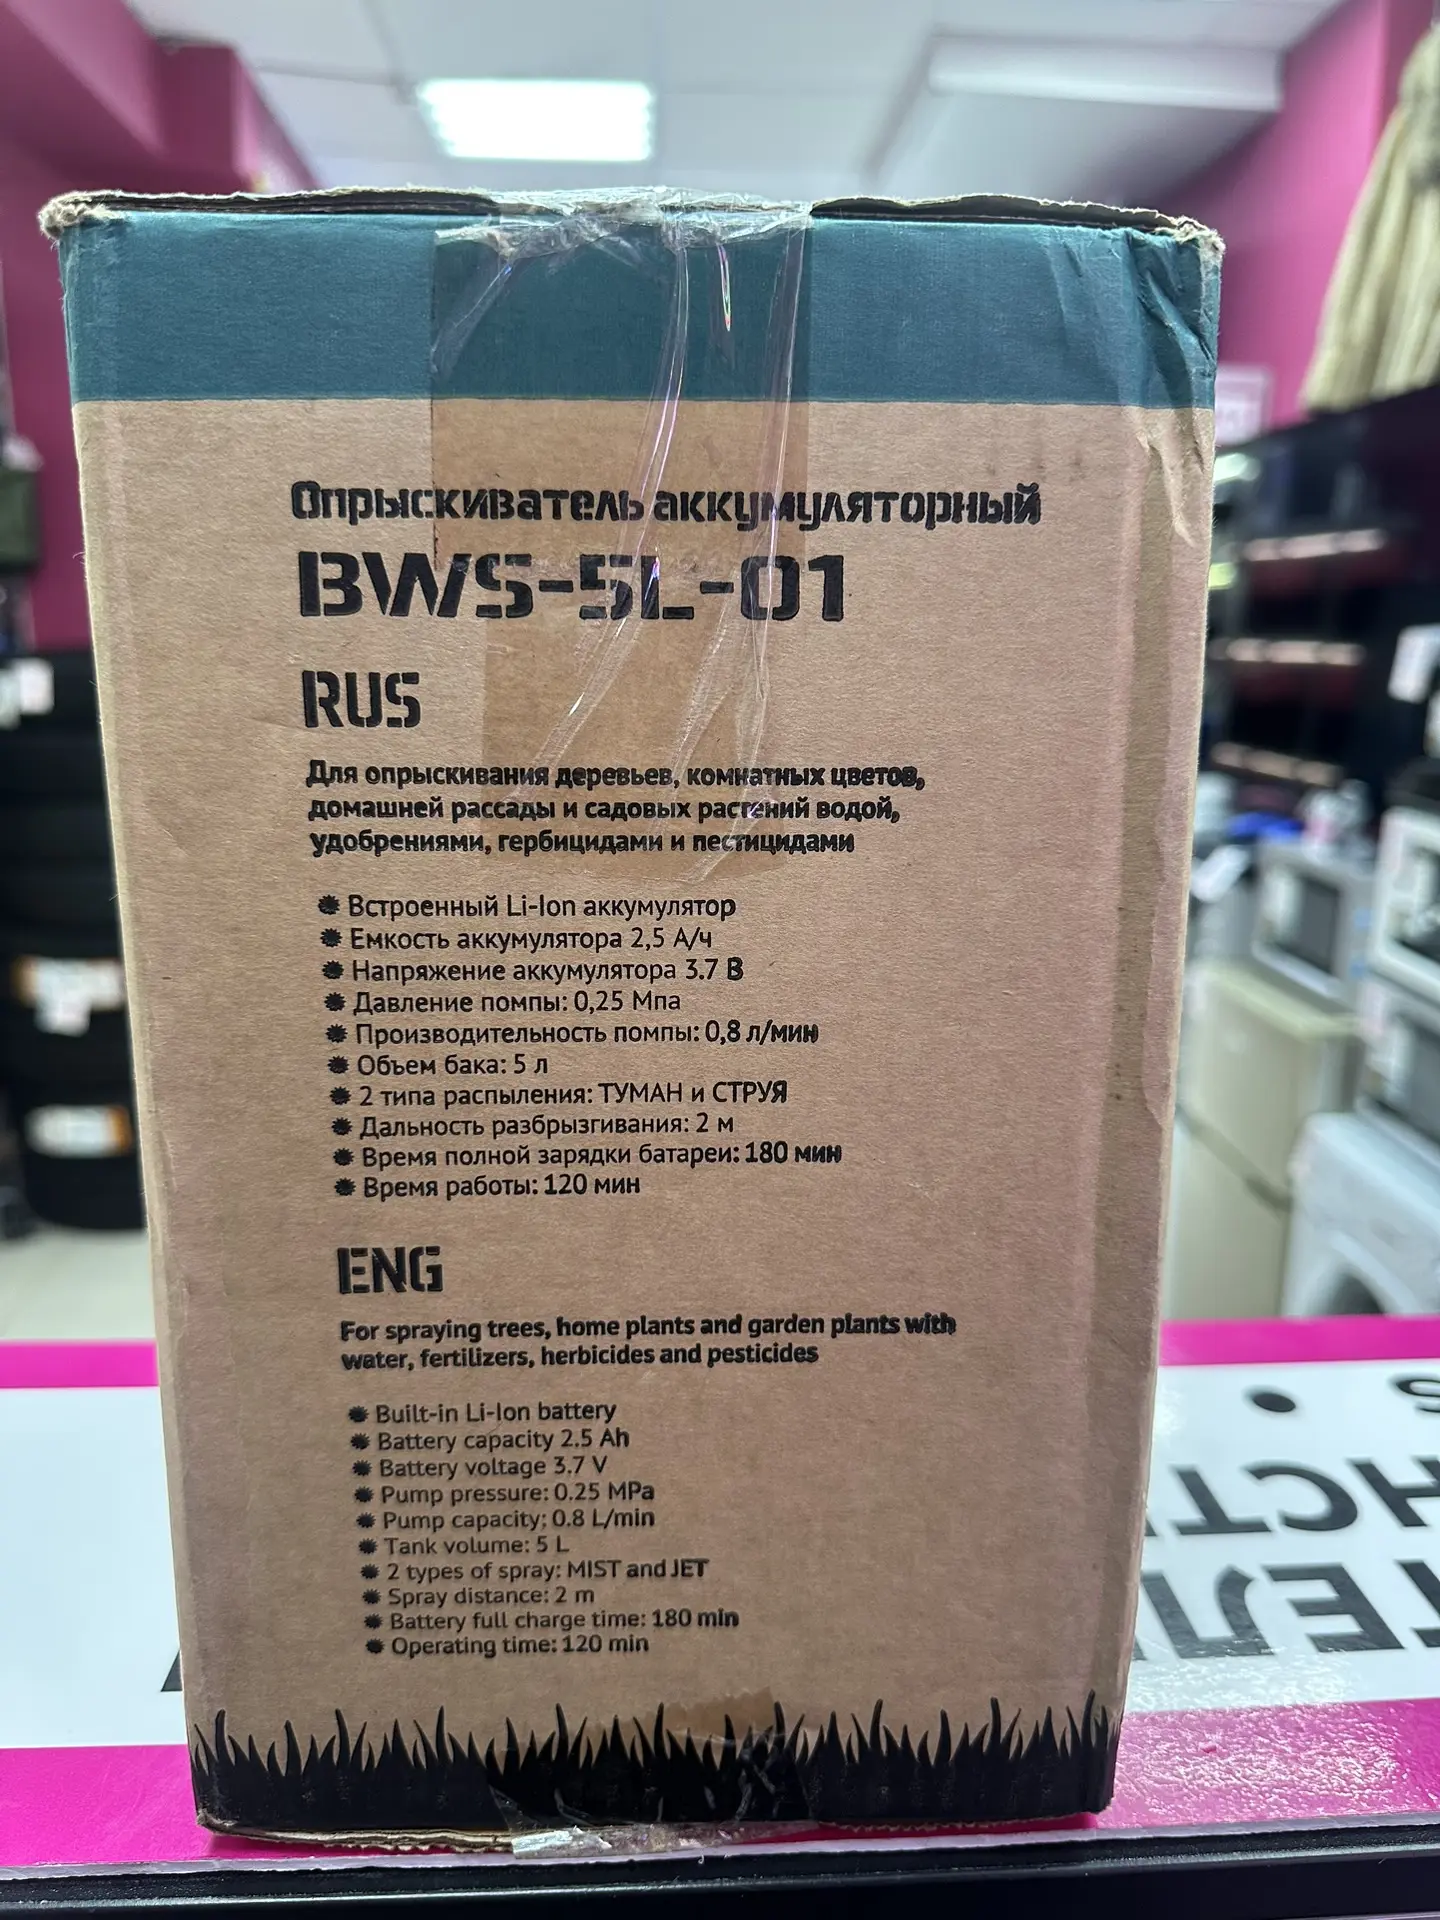 Опрыскиватель аккумуляторный
BWS-5L-01
RUS
Для опрыскивания деревьев, комнатных цветов,
домашней рассады и садовых растений водой,
удобрениями, гербицидами и пестицидами
Встроенный Li-Ion аккумулятор
Емкость аккумулятора 2,5 А/ч
Напряжение аккумулятора 3.7 В
Давление помпы: 0,25 Мпа
Производительность помпы: 0,8 л/мин
Объем бака: 5 л
2 типа распыления: ТУМАН и СТРУЯ
Дальность разбрызгивания: 2 м
Время полной зарядки батареи: 180 мин
Время работы: 120 мин
ENG
For spraying trees, home plants and garden plants with
water, fertilizers, herbicides and pesticides
Built-in Li-Ion battery
Battery capacity 2.5 Ah
Battery voltage 3.7 V
Pump pressure: 0.25 MPa
Pump capacity: 0.8 L/min
Tank volume: 5 L
2 types of spray: MIST and JET
Spray distance: 2 m
Battery full charge time: 180 min
Operating time: 120 min